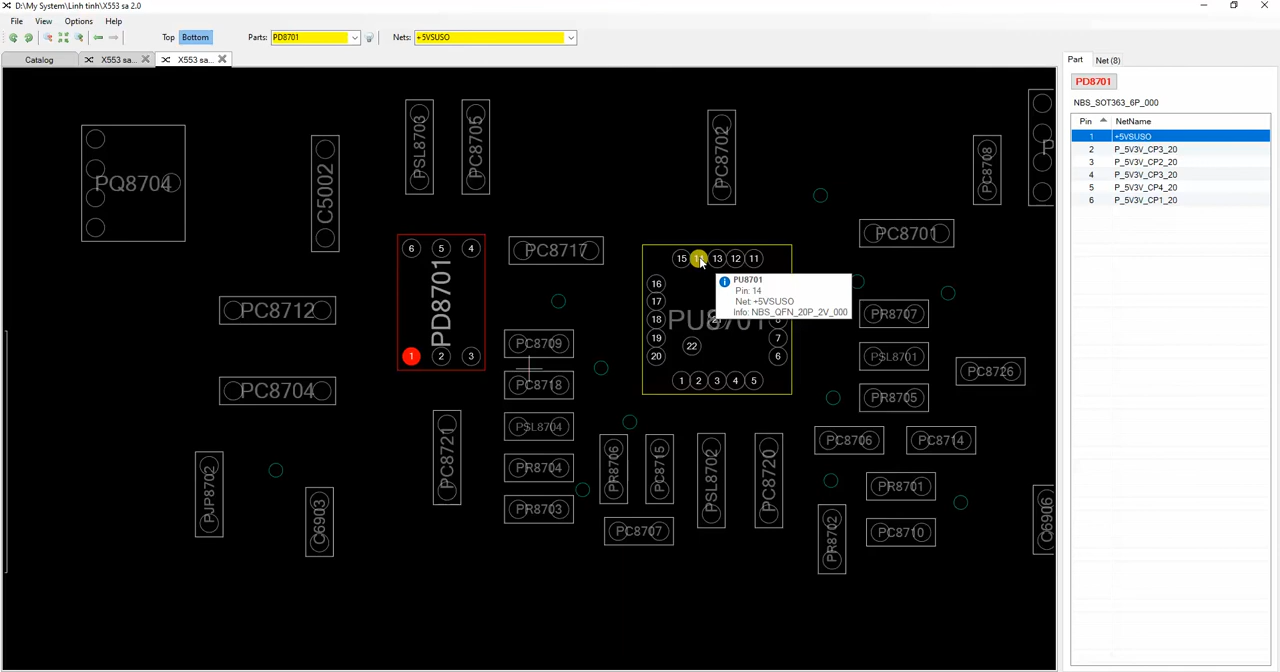 D:\My System\Linh tinh\X553 sa 2.0
File View Options Help
Top Bottom Parts: PD8701 Nets: +5VSUSO
Catalog X553 sa... X553 sa...
Part Net (8)
PD8701
NBS_SOT363_6P_000
Pin NetName
1 +5VSUSO
2 P_5V3V_CP3_20
3 P_5V3V_CP2_20
4 P_5V3V_CP3_20
5 P_5V3V_CP4_20
6 P_5V3V_CP1_20
PQ8704
C5002
PSL8703
PC8705
PC8702
PC8708
P
PC8701
PC8717
6 5 4
PD8701
1 2 3
15 13 12 11
16
17
18
19
20
22
7
6
1 2 3 4 5
PU8701
PU8701
Pin: 14
Net: +5VSUSO
Info: NBS_QFN_20P_2V_000
PC8712
PC8704
PC8709
PC8718
PSL8704
PR8704
PR8703
PC8721
PJP8702
C6903
PR8706
PC8715
PSL8702
PC8720
PC8707
PR8707
PSL8701
PR8705
PC8726
PC8706
PC8714
PR8701
PR8702
PC8710
C6906